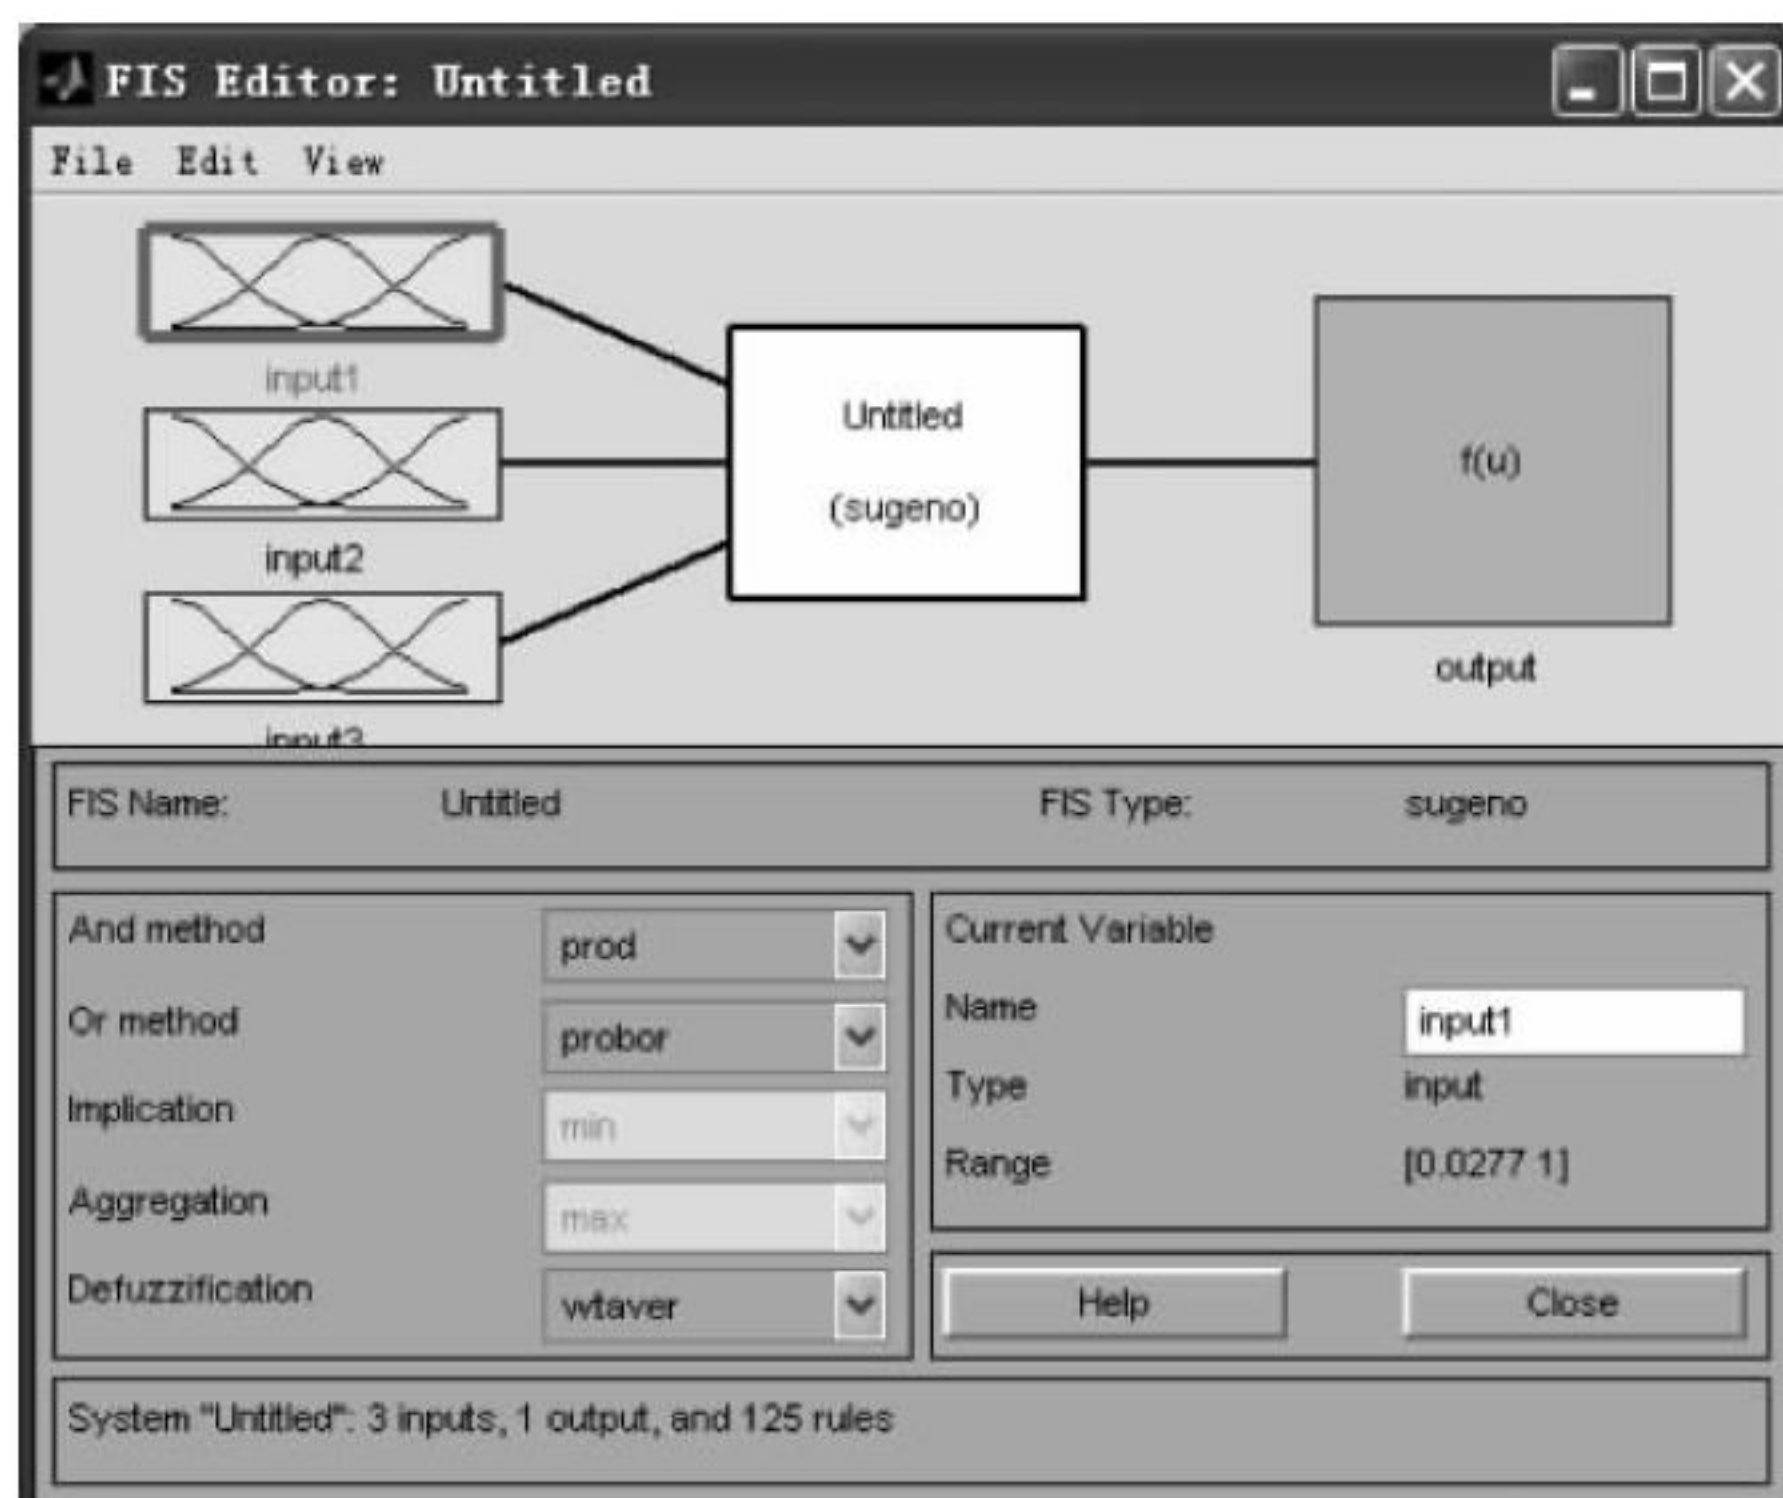 FIS Editor: Untitled
File Edit View
input1
input2
input3
Untitled
(sugeno)
f(u)
output
FIS Name: Untitled FIS Type: sugeno
And method prod
Or method probor
Implication min
Aggregation max
Defuzzification wtaver
Current Variable
Name input1
Type input
Range [0.0277 1]
Help Close
System "Untitled": 3 inputs, 1 output, and 125 rules